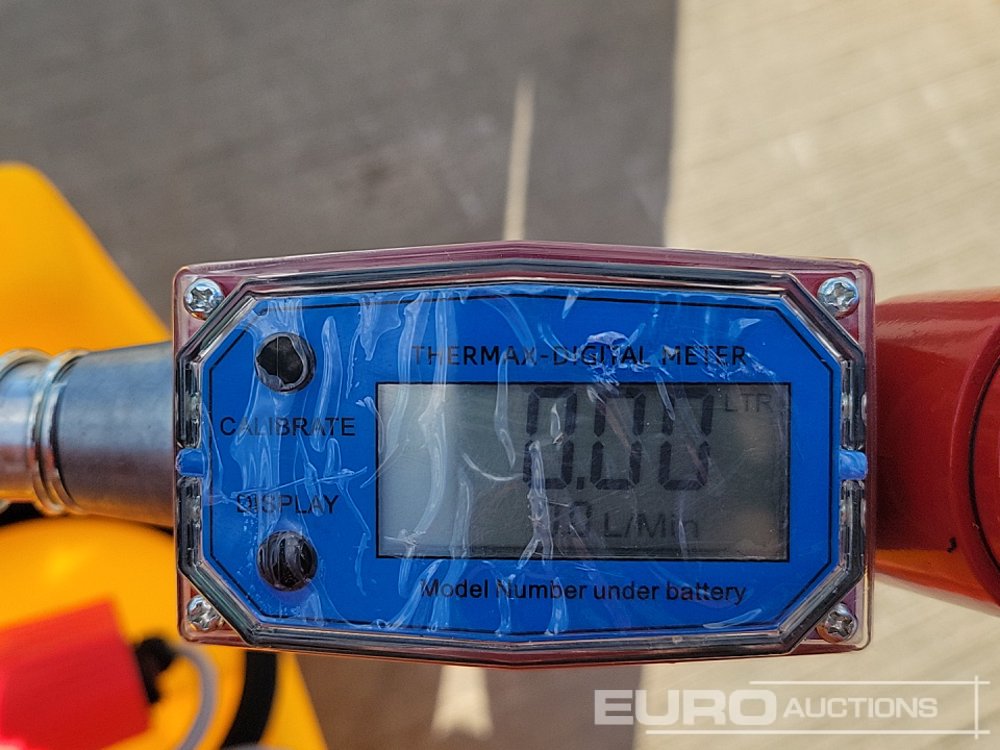 THERMAX-DIGITAL METER
CALIBRATE
0.00 LTR
DISPLAY
L/Min
Model Number under battery
EURO AUCTIONS